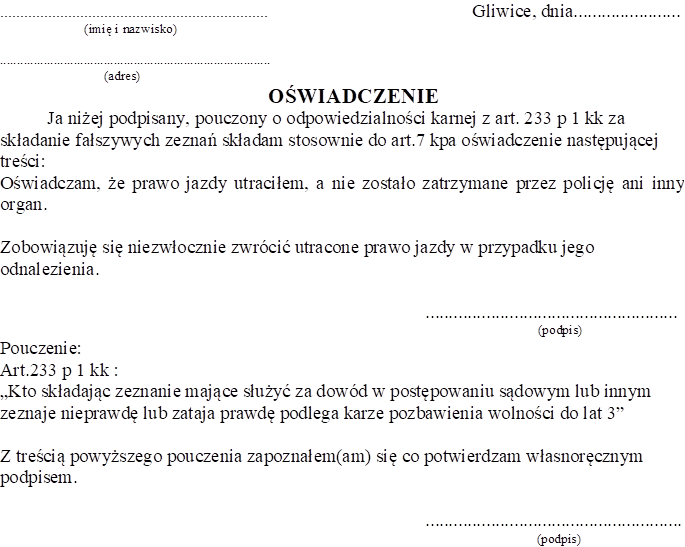 ................................................................ Gliwice, dnia.......................
(imię i nazwisko)
................................................................................
(adres)
OŚWIADCZENIE
Ja niżej podpisany, pouczony o odpowiedzialności karnej z art. 233 p 1 kk za
składanie fałszywych zeznań składam stosownie do art.7 kpa oświadczenie następującej
treści:
Oświadczam, że prawo jazdy utraciłem, a nie zostało zatrzymane przez policję ani inny
organ.
Zobowiązuję się niezwłocznie zwrócić utracone prawo jazdy w przypadku jego
odnalezienia.
......................................................
(podpis)
Pouczenie:
Art.233 p 1 kk :
„Kto składając zeznanie mające służyć za dowód w postępowaniu sądowym lub innym
zeznaje nieprawdę lub zataja prawdę podlega karze pozbawienia wolności do lat 3”
Z treścią powyższego pouczenia zapoznałem(am) się co potwierdzam własnoręcznym
podpisem.
.......................................................
(podpis)